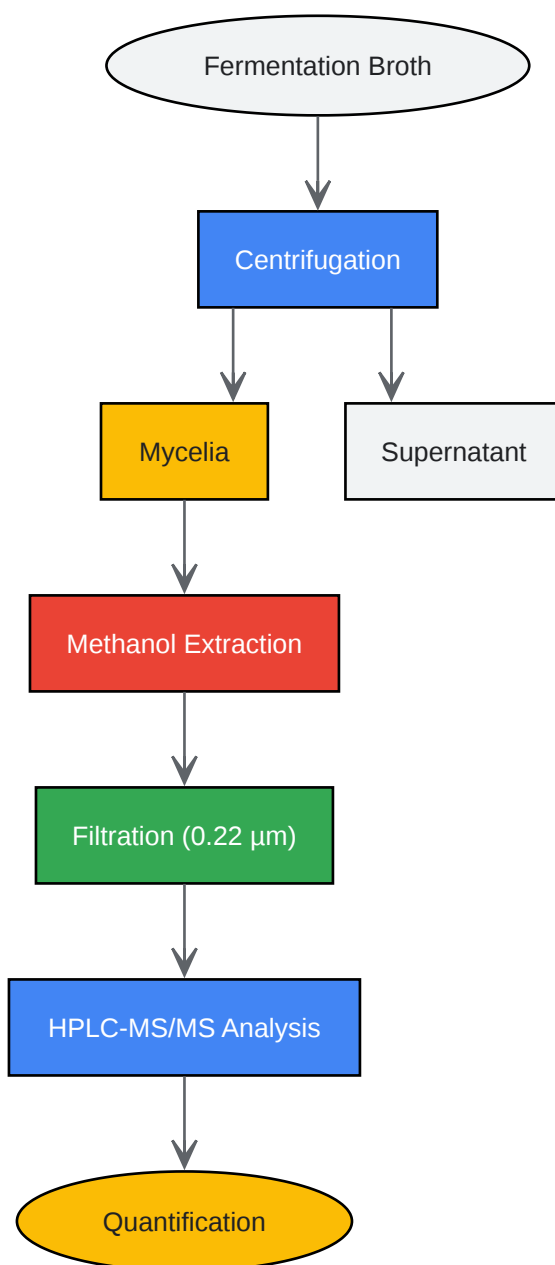 Fermentation Broth
Centrifugation
Mycelia
Supernatant
Methanol Extraction
Filtration (0.22 µm)
HPLC-MS/MS Analysis
Quantification